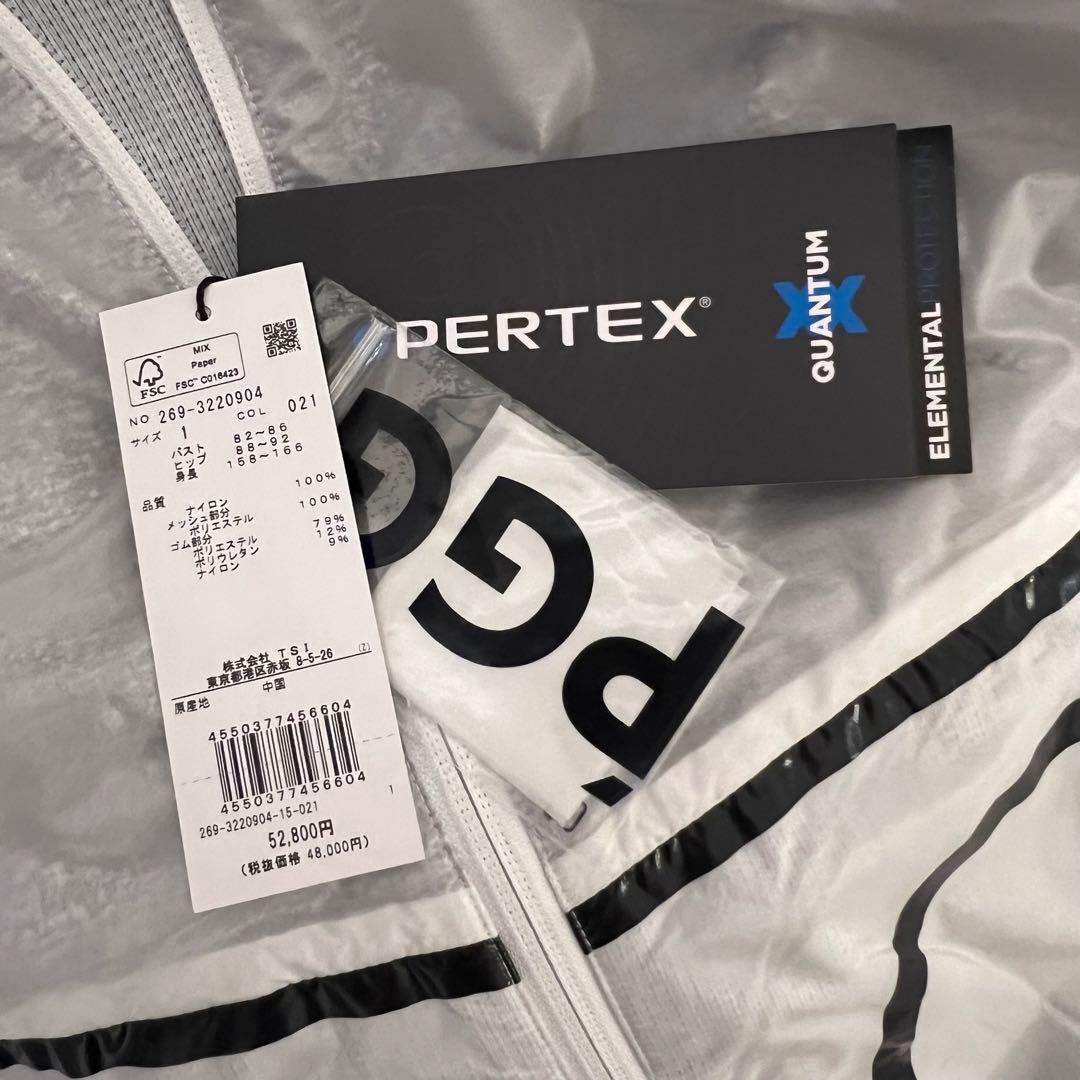 PERTEX®
QUANTUM
ELEMENTALPROTECTION
G
PG
FSC™
MIX
Paper
FSC™ C016423
NO 269-3220904
COL 021
サイズ 1
バスト 82~86
ヒップ 88~92
身長 158~166
品質
ナイロン 100%
メッシュ部分
ポリエステル 100%
ゴム部分
ポリエステル 79%
ポリウレタン 12%
ナイロン 9%
株式会社 TSI
東京都港区赤坂 8-5-26 (Z)
原産地 中国
4550377456604
4550377456604
269-3220904-15-021 1
52,800円
(税抜価格 48,000円)